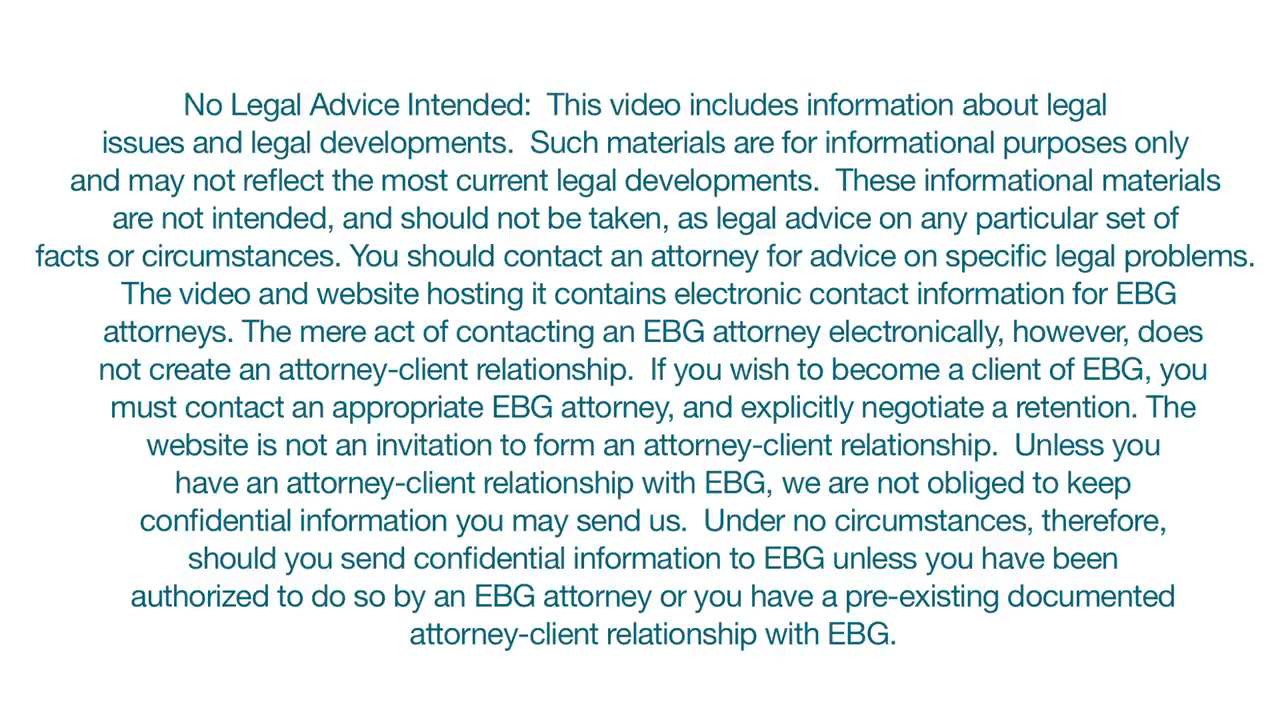 No Legal Advice Intended:  This video includes information about legal
issues and legal developments.  Such materials are for informational purposes only
and may not reflect the most current legal developments.  These informational materials
are not intended, and should not be taken, as legal advice on any particular set of
facts or circumstances. You should contact an attorney for advice on specific legal problems.
The video and website hosting it contains electronic contact information for EBG
attorneys. The mere act of contacting an EBG attorney electronically, however, does
not create an attorney-client relationship.  If you wish to become a client of EBG, you
must contact an appropriate EBG attorney, and explicitly negotiate a retention. The
website is not an invitation to form an attorney-client relationship.  Unless you
have an attorney-client relationship with EBG, we are not obliged to keep
confidential information you may send us.  Under no circumstances, therefore,
should you send confidential information to EBG unless you have been
authorized to do so by an EBG attorney or you have a pre-existing documented
attorney-client relationship with EBG.